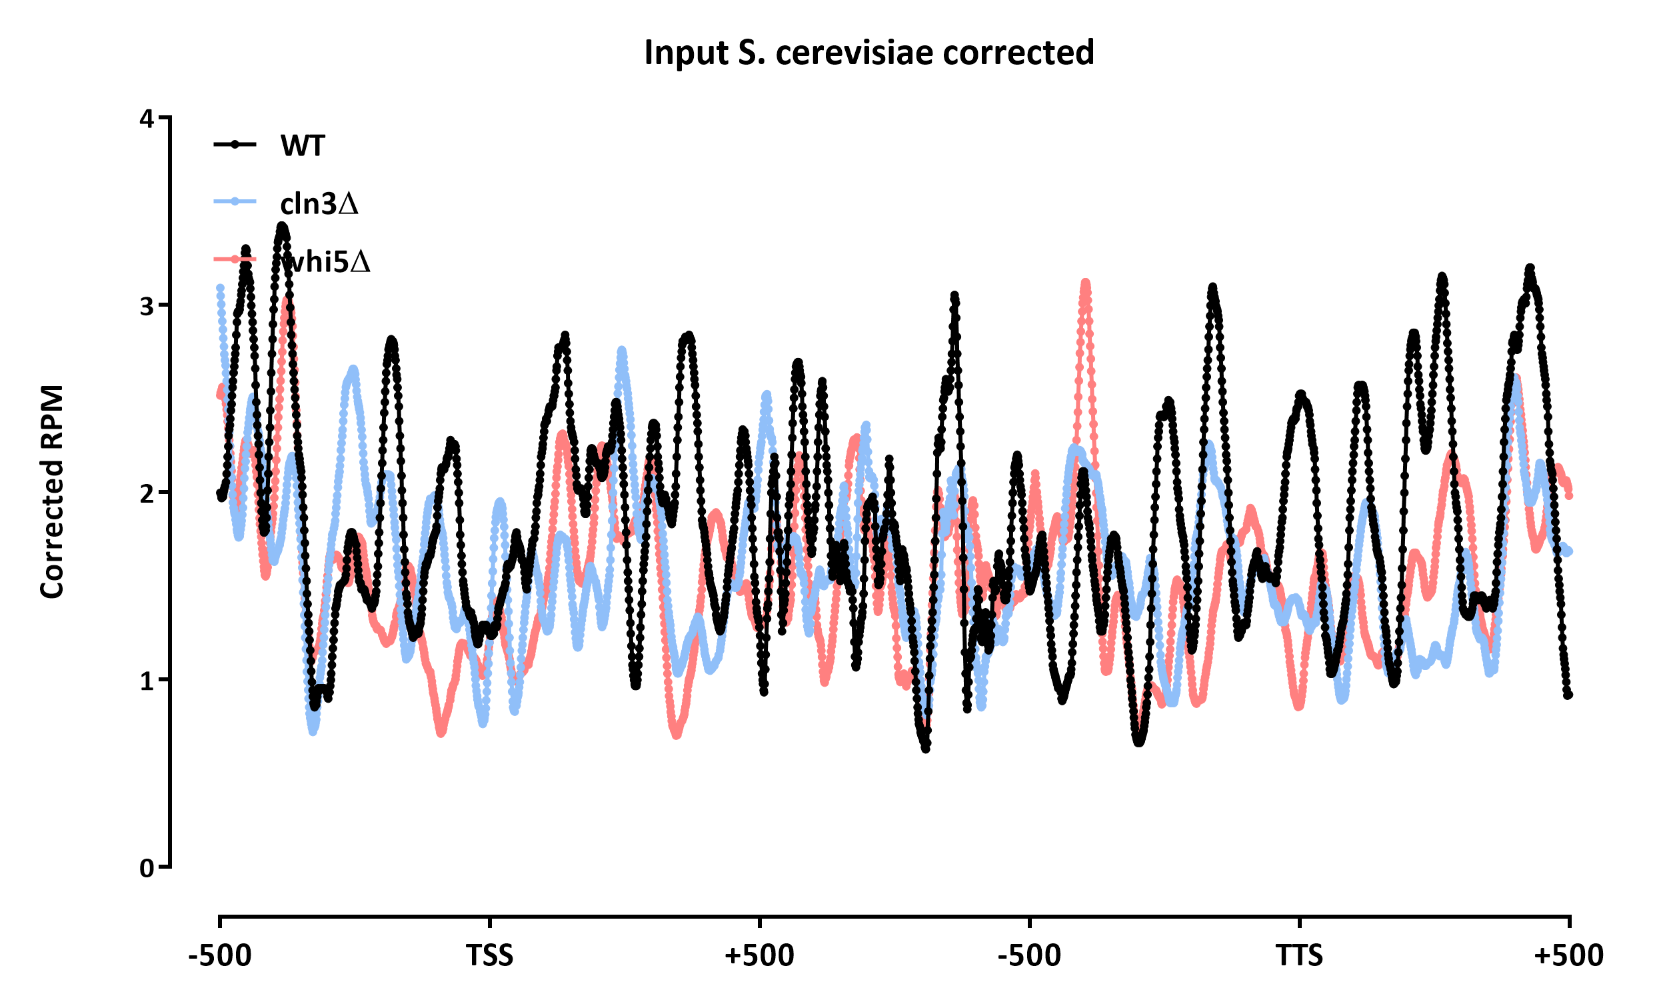 Input S. cerevisiae corrected
Corrected RPM
4
3
2
1
0
WT
cln3Δ
whi5Δ
-500
TSS
+500
-500
TTS
+500